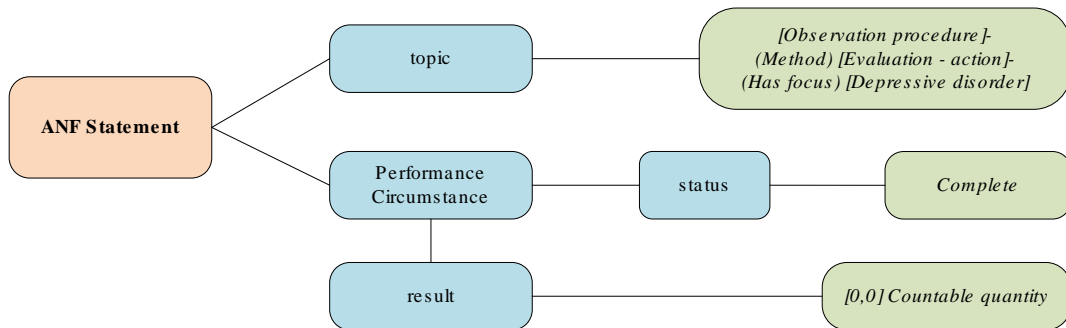 ANF Statement
topic
[Observation procedure]-
(Method) [Evaluation - action]-
(Has focus) [Depressive disorder]
Performance
Circumstance
status
Complete
result
[0,0] Countable quantity